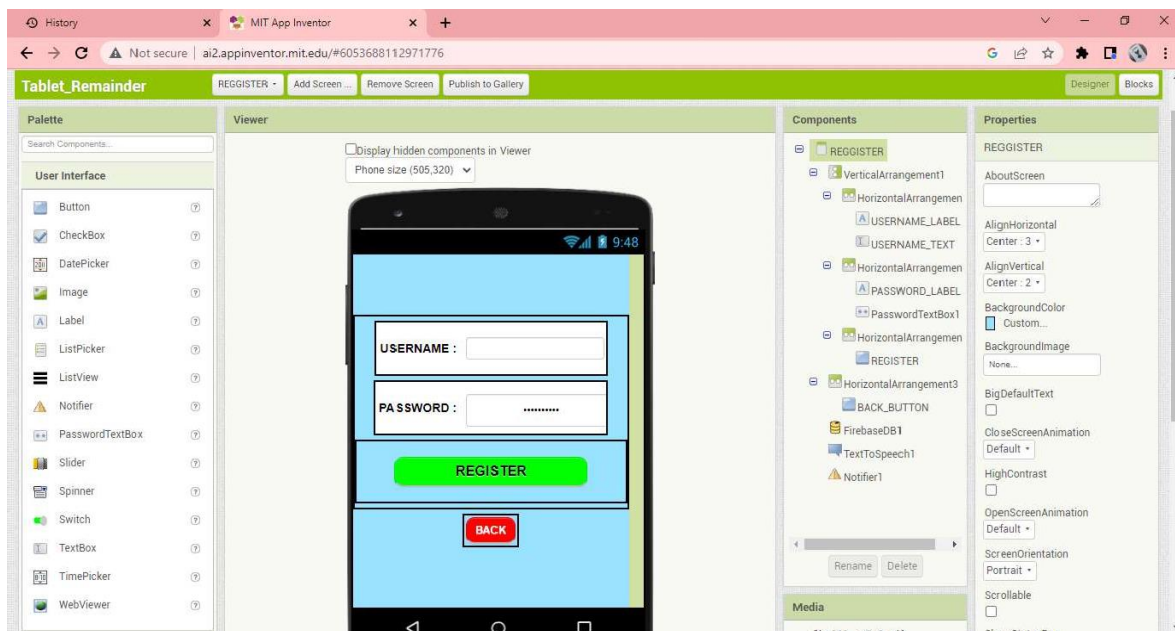 History
MIT App Inventor
Not secure | ai2.appinventor.mit.edu/#6053688112971776
Tablet_Remainder
REGGISTER
Add Screen ...
Remove Screen
Publish to Gallery
Designer
Blocks
Palette
Search Components...
User Interface
Button
CheckBox
DatePicker
Image
Label
ListPicker
ListView
Notifier
PasswordTextBox
Slider
Spinner
Switch
TextBox
TimePicker
WebViewer
Viewer
Display hidden components in Viewer
Phone size (505,320)
9:48
USERNAME :
PASSWORD :
REGISTER
BACK
Components
REGGISTER
VerticalArrangement1
HorizontalArrangemen
USERNAME_LABEL
USERNAME_TEXT
HorizontalArrangemen
PASSWORD_LABEL
PasswordTextBox1
HorizontalArrangemen
REGISTER
HorizontalArrangement3
BACK_BUTTON
FirebaseDB1
TextToSpeech1
Notifier1
Rename
Delete
Media
Properties
REGGISTER
AboutScreen
AlignHorizontal
Center : 3
AlignVertical
Center : 2
BackgroundColor
Custom...
BackgroundImage
None...
BigDefaultText
CloseScreenAnimation
Default
HighContrast
OpenScreenAnimation
Default
ScreenOrientation
Portrait
Scrollable